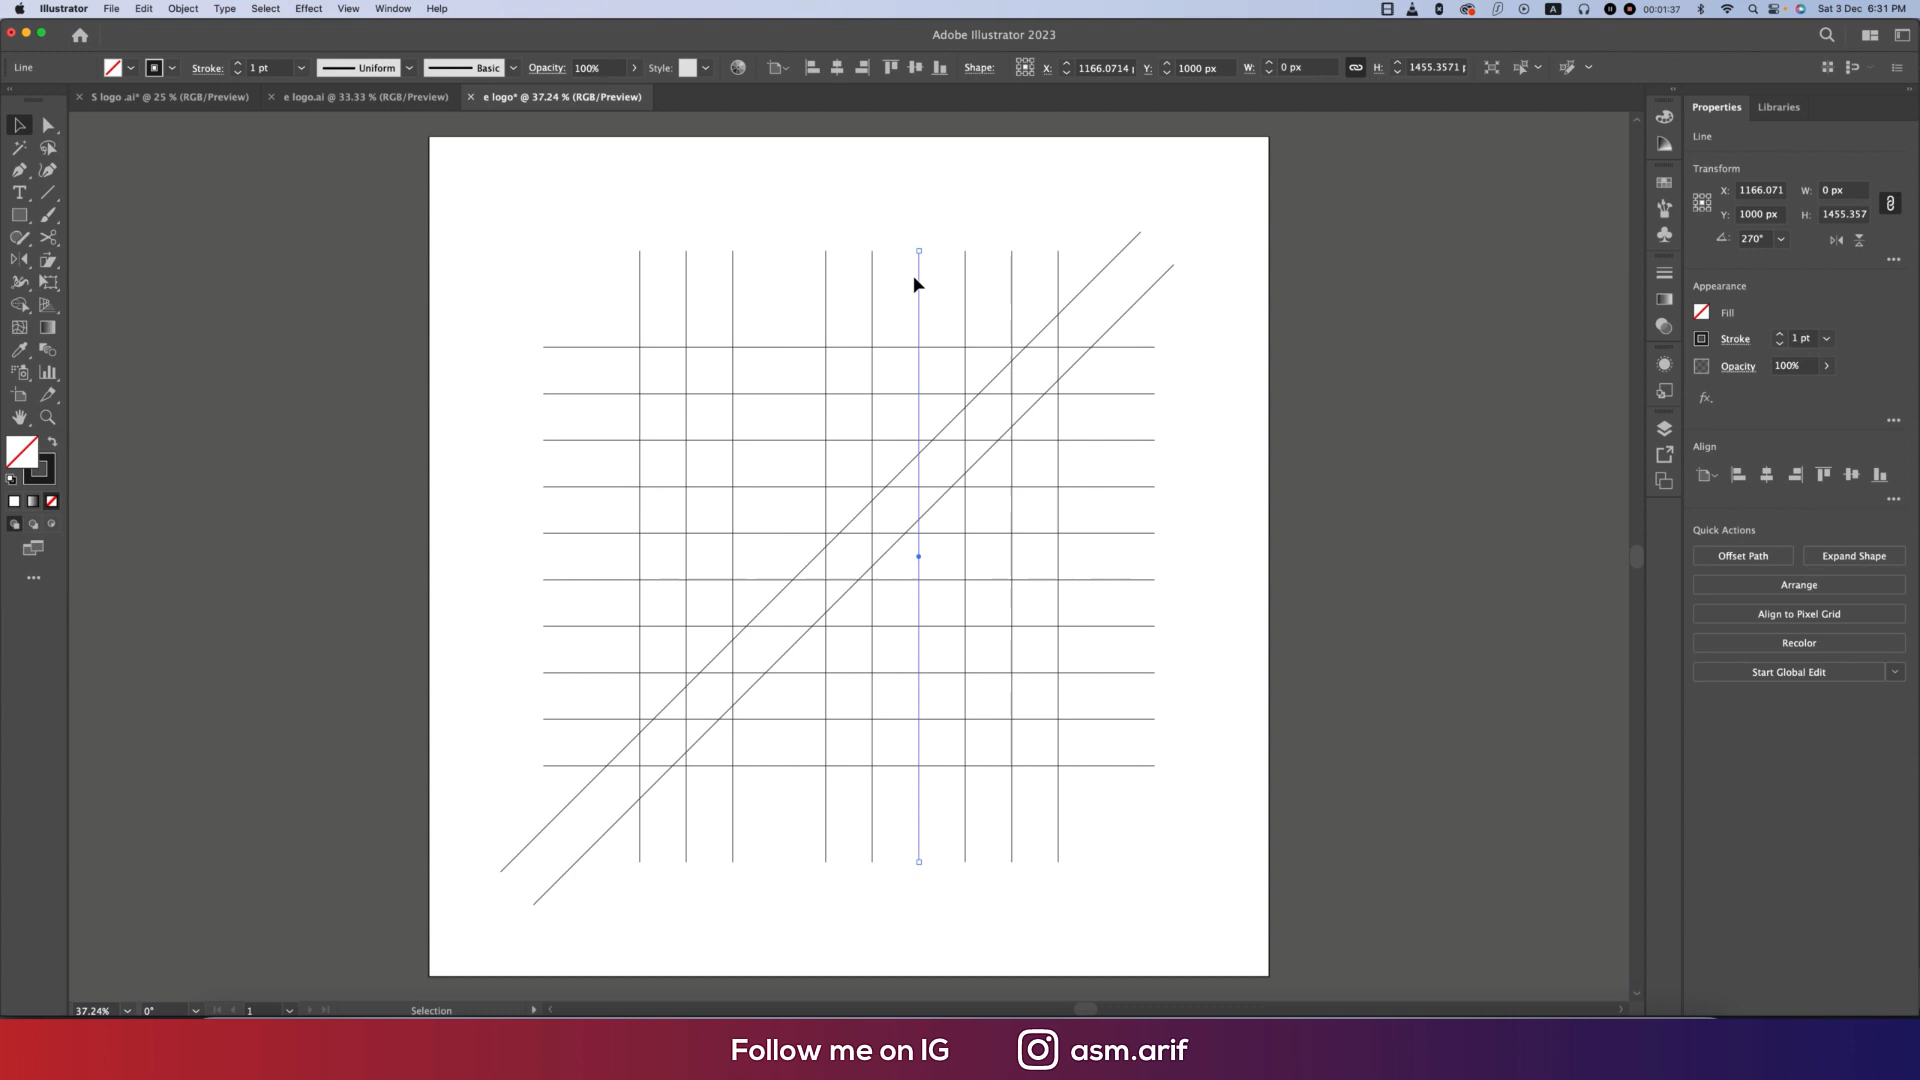 Illustrator File Edit Object Type Select Effect View Window Help
A 00:01:37 Sat 3 Dec 6:31 PM
Adobe Illustrator 2023
Line Stroke: 1 pt Uniform Basic Opacity: 100% Style: Shape: X: 1166.0714 Y: 1000 px W: 0 px H: 1455.3571
S logo .ai* @ 25 % (RGB/Preview) e logo.ai @ 33.33 % (RGB/Preview) e logo* @ 37.24 % (RGB/Preview)
Properties Libraries
Line
Transform
X: 1166.071 W: 0 px
Y: 1000 px H: 1455.357
270°
Appearance
Fill
Stroke 1 pt
Opacity 100%
fx.
Align
Quick Actions
Offset Path Expand Shape
Arrange
Align to Pixel Grid
Recolor
Start Global Edit
37.24% 0° 1 Selection
Follow me on IG asm.arif